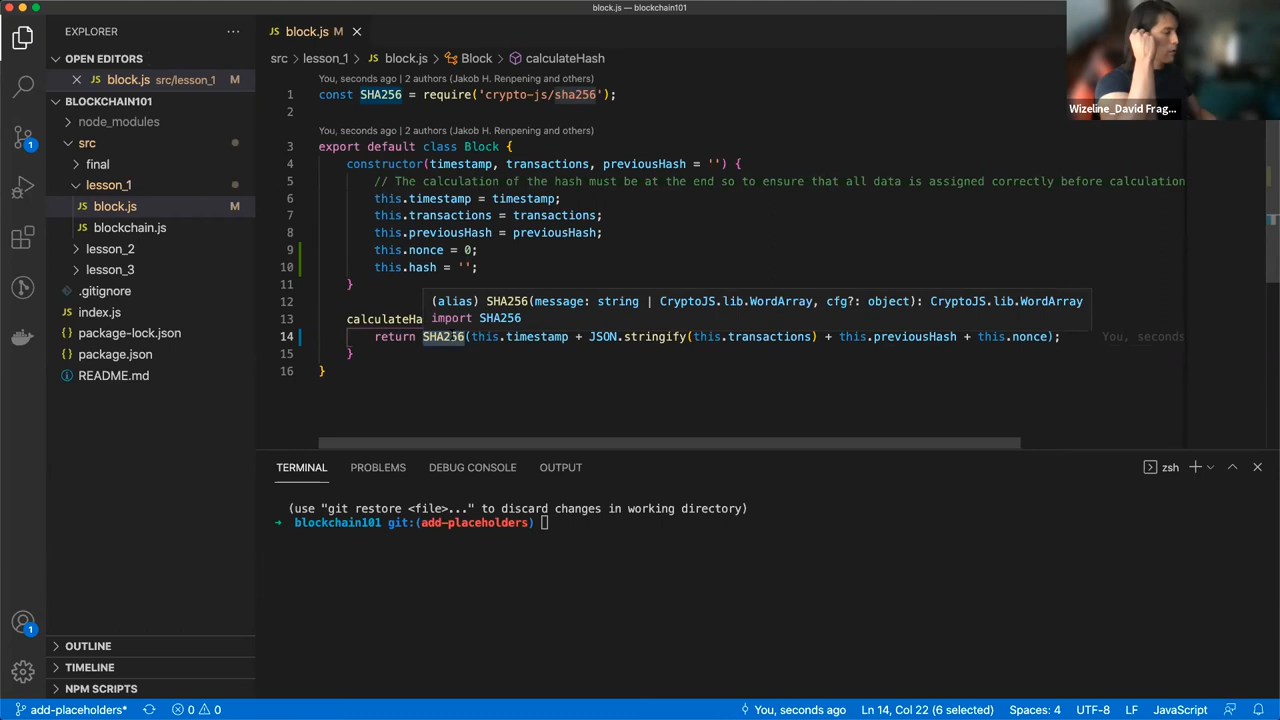 block.js — blockchain101
EXPLORER
OPEN EDITORS
JS block.js src/lesson_1 M
BLOCKCHAIN101
node_modules
src
final
lesson_1
JS block.js M
JS blockchain.js
lesson_2
lesson_3
.gitignore
JS index.js
{} package-lock.json
{} package.json
README.md
OUTLINE
TIMELINE
NPM SCRIPTS
1
1
JS block.js M
src > lesson_1 > JS block.js > Block > calculateHash
You, seconds ago | 2 authors (Jakob H. Renpening and others)
1 const SHA256 = require('crypto-js/sha256');
2
You, seconds ago | 2 authors (Jakob H. Renpening and others)
3 export default class Block {
4 constructor(timestamp, transactions, previousHash = '') {
5 // The calculation of the hash must be at the end so to ensure that all data is assigned correctly before calculation
6 this.timestamp = timestamp;
7 this.transactions = transactions;
8 this.previousHash = previousHash;
9 this.nonce = 0;
10 this.hash = '';
11 }
12
(alias) SHA256(message: string | CryptoJS.lib.WordArray, cfg?: object): CryptoJS.lib.WordArray
import SHA256
13 calculateHa
14 return SHA256(this.timestamp + JSON.stringify(this.transactions) + this.previousHash + this.nonce); You, seconds
15 }
16 }
Wizeline_David Frag...
TERMINAL PROBLEMS DEBUG CONSOLE OUTPUT
zsh
(use "git restore <file>..." to discard changes in working directory)
→ blockchain101 git:(add-placeholders)
add-placeholders* 0 0 You, seconds ago Ln 14, Col 22 (6 selected) Spaces: 4 UTF-8 LF JavaScript